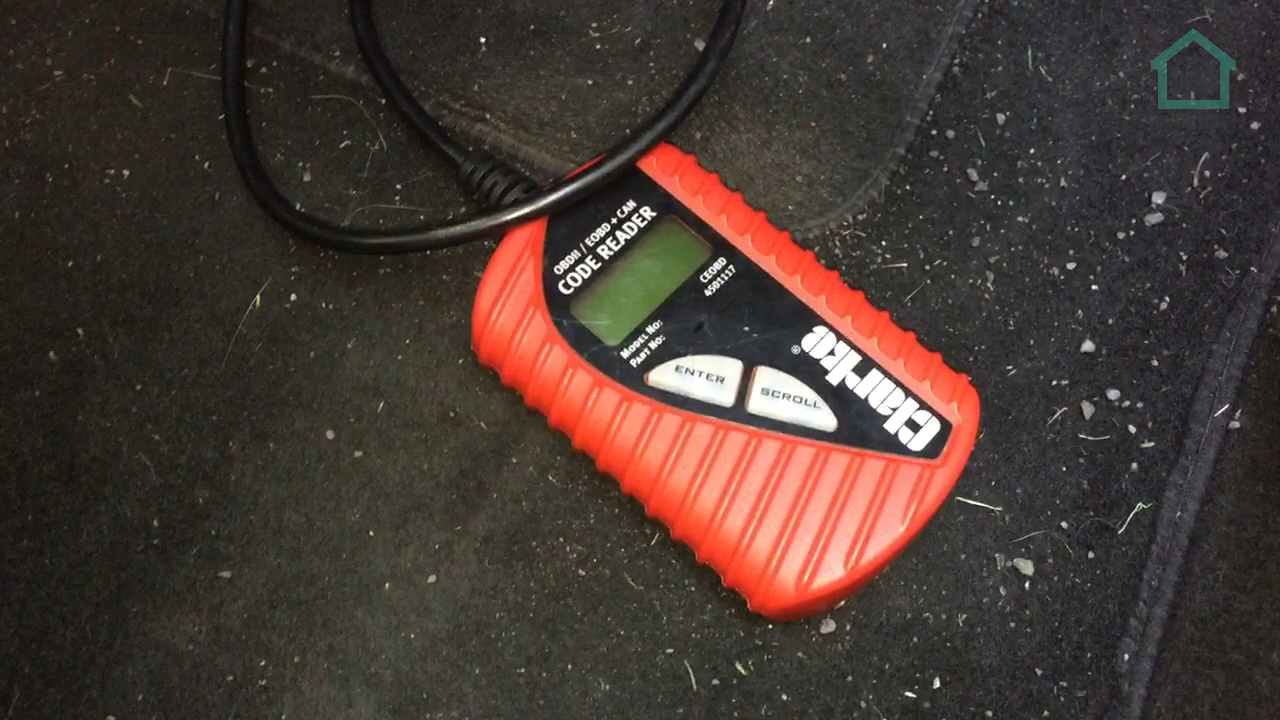 OBDII / EOBD + CAN
CODE READER
MODEL NO: CEOBD
PART NO: 4501117
ENTER
SCROLL
Clarke®